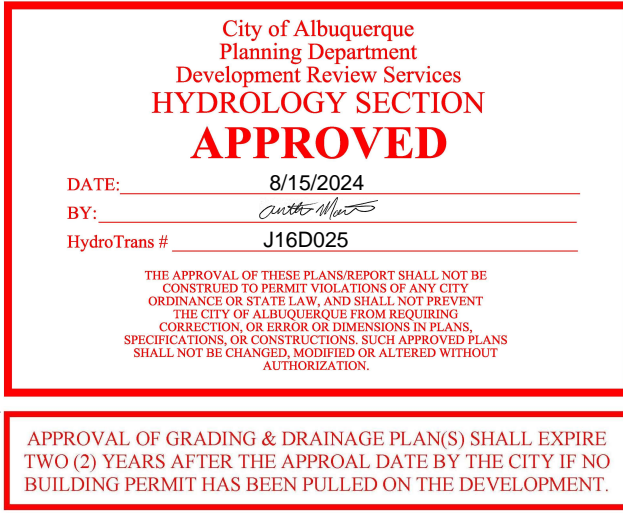 City of Albuquerque
Planning Department
Development Review Services
HYDROLOGY SECTION
APPROVED
DATE: 8/15/2024
BY:
HydroTrans # J16D025
THE APPROVAL OF THESE PLANS/REPORT SHALL NOT BE
CONSTRUED TO PERMIT VIOLATIONS OF ANY CITY
ORDINANCE OR STATE LAW, AND SHALL NOT PREVENT
THE CITY OF ALBUQUERQUE FROM REQUIRING
CORRECTION, OR ERROR OR DIMENSIONS IN PLANS,
SPECIFICATIONS, OR CONSTRUCTIONS. SUCH APPROVED PLANS
SHALL NOT BE CHANGED, MODIFIED OR ALTERED WITHOUT
AUTHORIZATION.
APPROVAL OF GRADING & DRAINAGE PLAN(S) SHALL EXPIRE
TWO (2) YEARS AFTER THE APPROAL DATE BY THE CITY IF NO
BUILDING PERMIT HAS BEEN PULLED ON THE DEVELOPMENT.